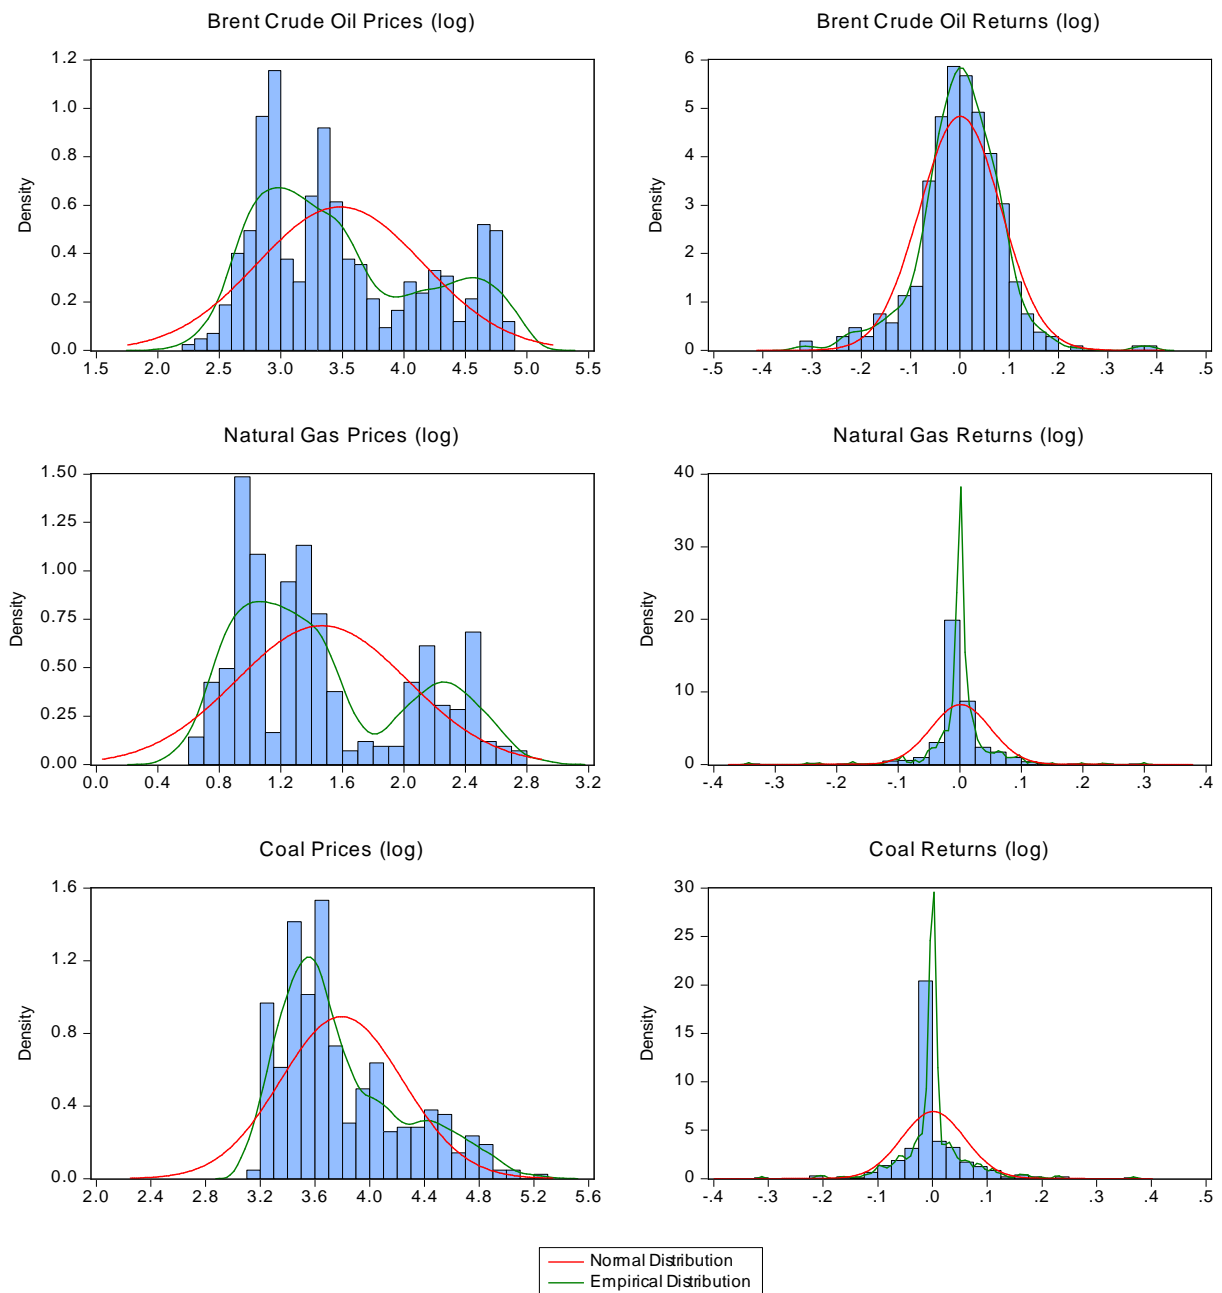 Brent Crude Oil Prices (log)
Density
1.2
1.0
0.8
0.6
0.4
0.2
0.0
1.5 2.0 2.5 3.0 3.5 4.0 4.5 5.0 5.5
Brent Crude Oil Returns (log)
Density
6
5
4
3
2
1
0
-.5 -.4 -.3 -.2 -.1 .0 .1 .2 .3 .4 .5
Natural Gas Prices (log)
Density
1.50
1.25
1.00
0.75
0.50
0.25
0.00
0.0 0.4 0.8 1.2 1.6 2.0 2.4 2.8 3.2
Natural Gas Returns (log)
Density
40
30
20
10
0
-.4 -.3 -.2 -.1 .0 .1 .2 .3 .4
Coal Prices (log)
Density
1.6
1.2
0.8
0.4
0.0
2.0 2.4 2.8 3.2 3.6 4.0 4.4 4.8 5.2 5.6
Coal Returns (log)
Density
30
25
20
15
10
5
0
-.4 -.3 -.2 -.1 .0 .1 .2 .3 .4 .5
Normal Distribution
Empirical Distribution